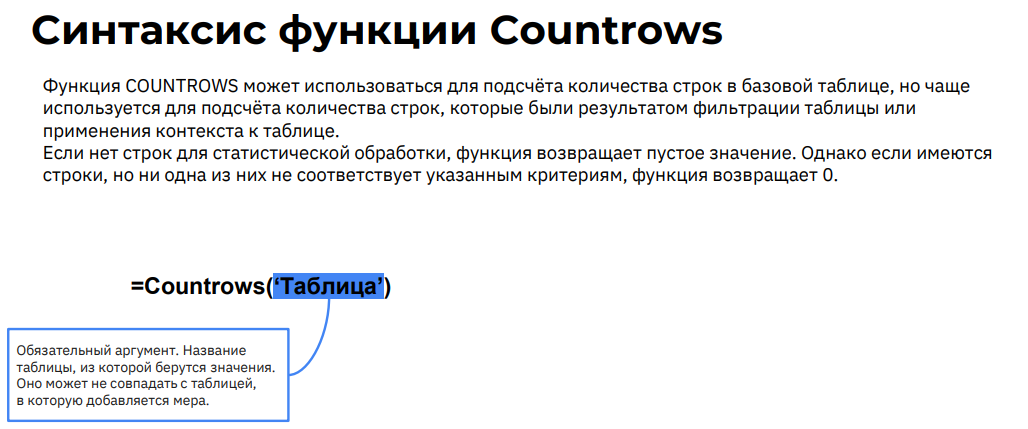 Синтаксис функции Countrows
Функция COUNTROWS может использоваться для подсчёта количества строк в базовой таблице, но чаще
используется для подсчёта количества строк, которые были результатом фильтрации таблицы или
применения контекста к таблице.
Если нет строк для статистической обработки, функция возвращает пустое значение. Однако если имеются
строки, но ни одна из них не соответствует указанным критериям, функция возвращает 0.
=Countrows(‘Таблица’)
Обязательный аргумент. Название
таблицы, из которой берутся значения.
Оно может не совпадать с таблицей,
в которую добавляется мера.